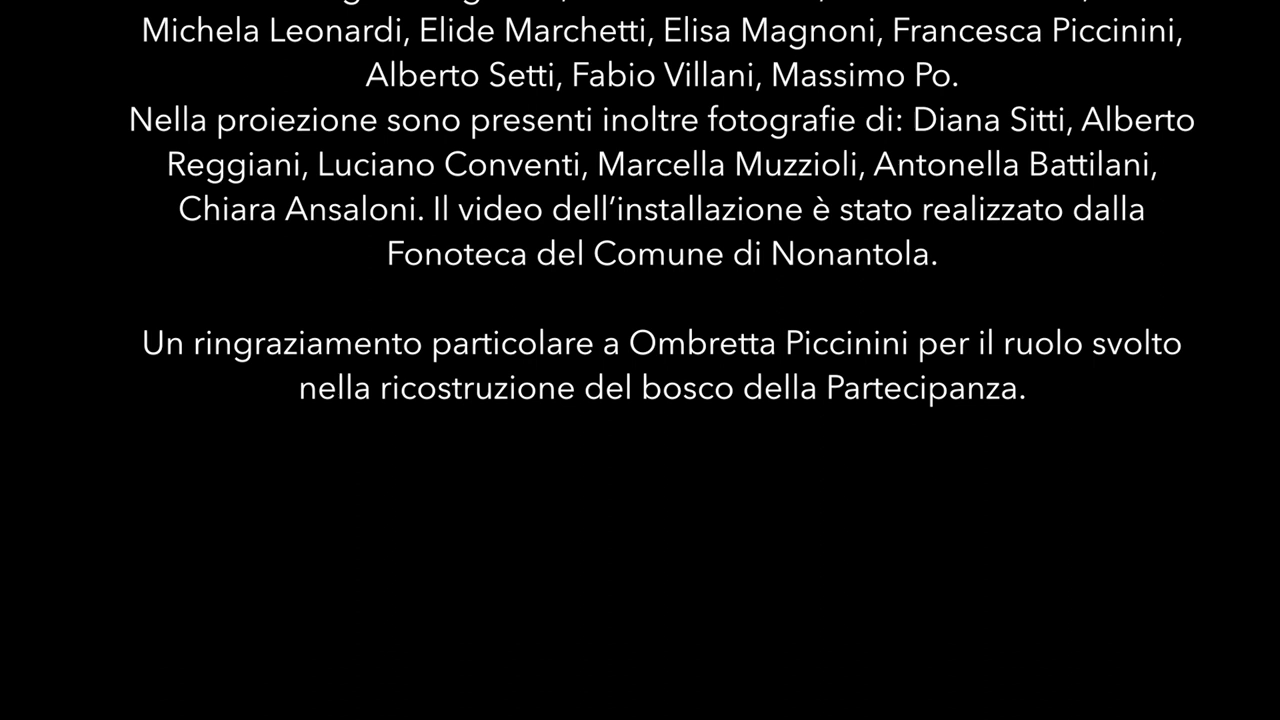 Michela Leonardi, Elide Marchetti, Elisa Magnoni, Francesca Piccinini,
Alberto Setti, Fabio Villani, Massimo Po.
Nella proiezione sono presenti inoltre fotografie di: Diana Sitti, Alberto
Reggiani, Luciano Conventi, Marcella Muzzioli, Antonella Battilani,
Chiara Ansaloni. Il video dell’installazione è stato realizzato dalla
Fonoteca del Comune di Nonantola.
Un ringraziamento particolare a Ombretta Piccinini per il ruolo svolto
nella ricostruzione del bosco della Partecipanza.